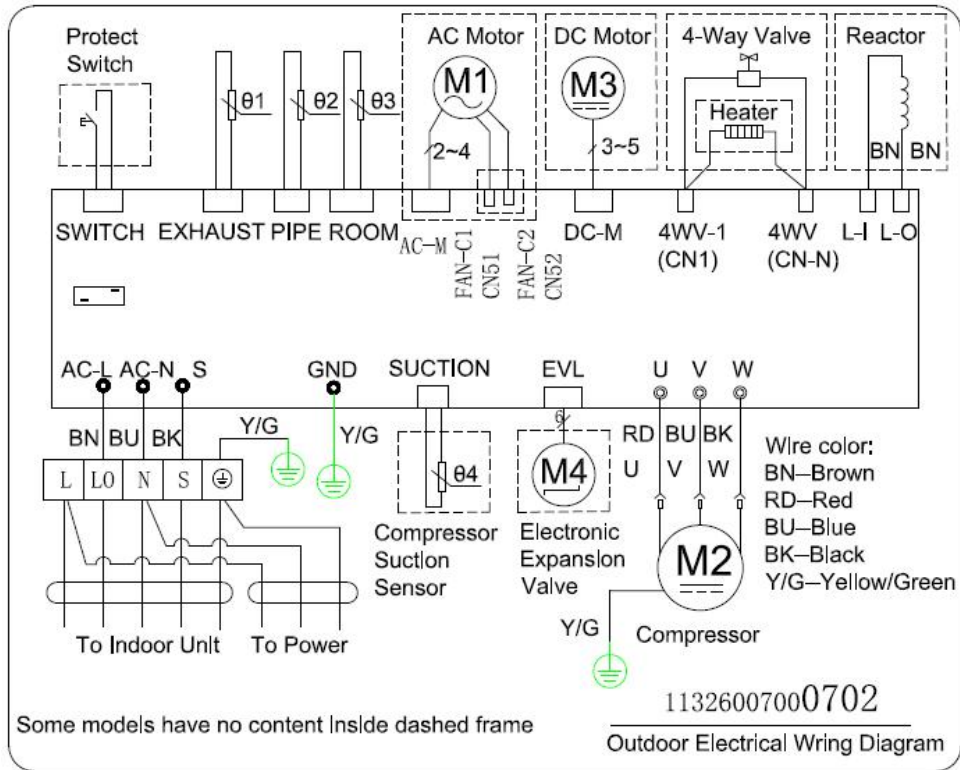 Protect
Switch
AC Motor
DC Motor
4-Way Valve
Reactor
θ1
θ2
θ3
M1
M3
Heater
2~4
3~5
BN
BN
SWITCH
EXHAUST
PIPE
ROOM
AC-M
FAN-C1
CN51
FAN-C2
CN52
DC-M
4WV-1
(CN1)
4WV
(CN-N)
L-I
L-O
AC-L
AC-N
S
GND
SUCTION
EVL
U
V
W
BN
BU
BK
Y/G
Y/G
6
RD
BU
BK
U
V
W
L
LO
N
S
θ4
M4
M2
Compressor
Suction
Sensor
Electronic
Expansion
Valve
Wire color:
BN–Brown
RD–Red
BU–Blue
BK–Black
Y/G–Yellow/Green
To Indoor Unit
To Power
Y/G
Compressor
11326007000702
Some models have no content inside dashed frame
Outdoor Electrical Wring Diagram